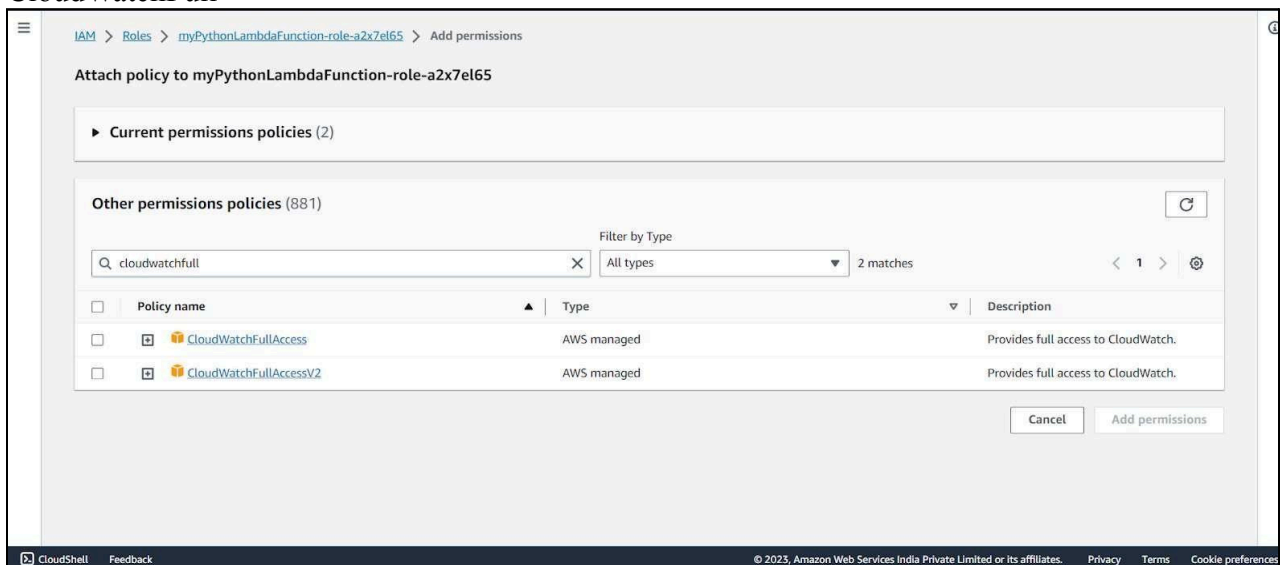 CloudWatchFull
IAM > Roles > myPythonLambdaFunction-role-a2x7el65 > Add permissions
Attach policy to myPythonLambdaFunction-role-a2x7el65
Current permissions policies (2)
Other permissions policies (881)
Filter by Type
cloudwatchfull
All types
2 matches
1
Policy name
Type
Description
CloudWatchFullAccess
AWS managed
Provides full access to CloudWatch.
CloudWatchFullAccessV2
AWS managed
Provides full access to CloudWatch.
Cancel
Add permissions
CloudShell
Feedback
© 2023, Amazon Web Services India Private Limited or its affiliates.
Privacy
Terms
Cookie preferences